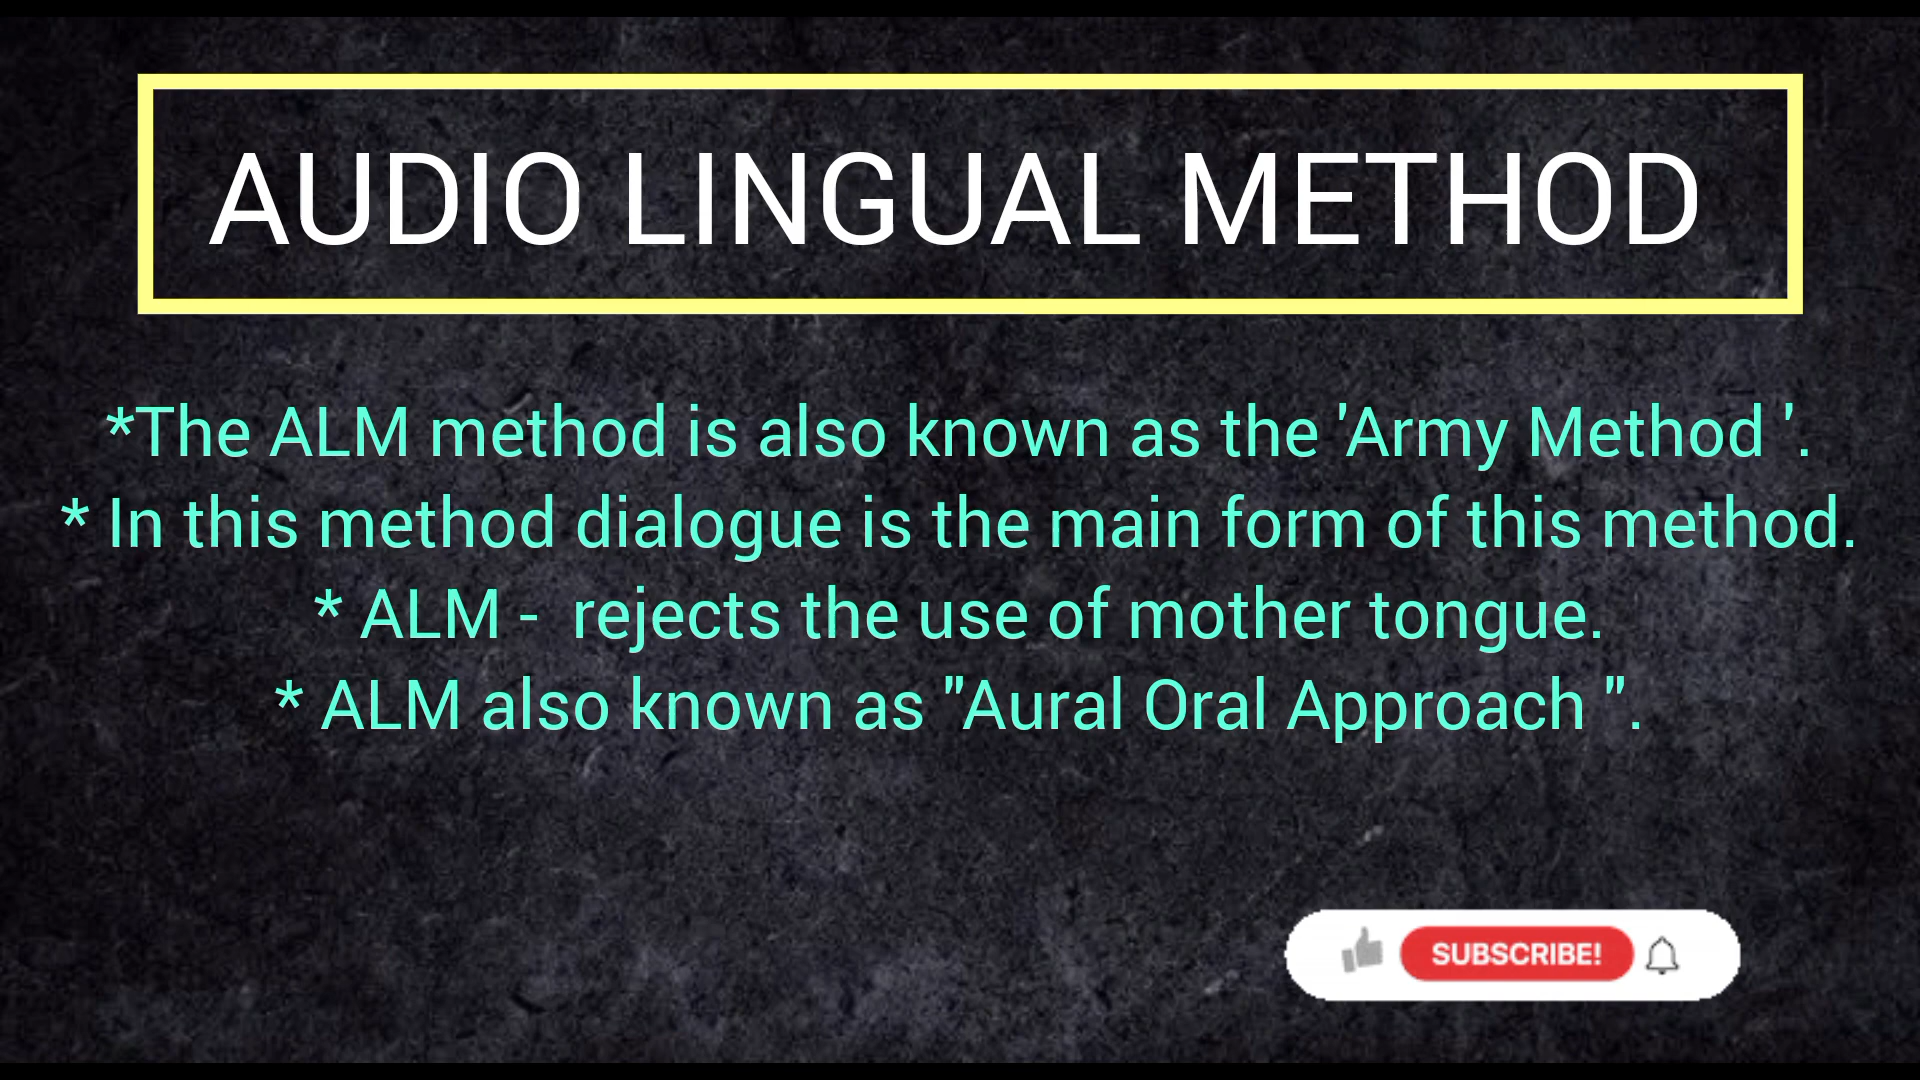 AUDIO LINGUAL METHOD
*The ALM method is also known as the 'Army Method '.
* In this method dialogue is the main form of this method.
* ALM -  rejects the use of mother tongue.
* ALM also known as "Aural Oral Approach ".
SUBSCRIBE!